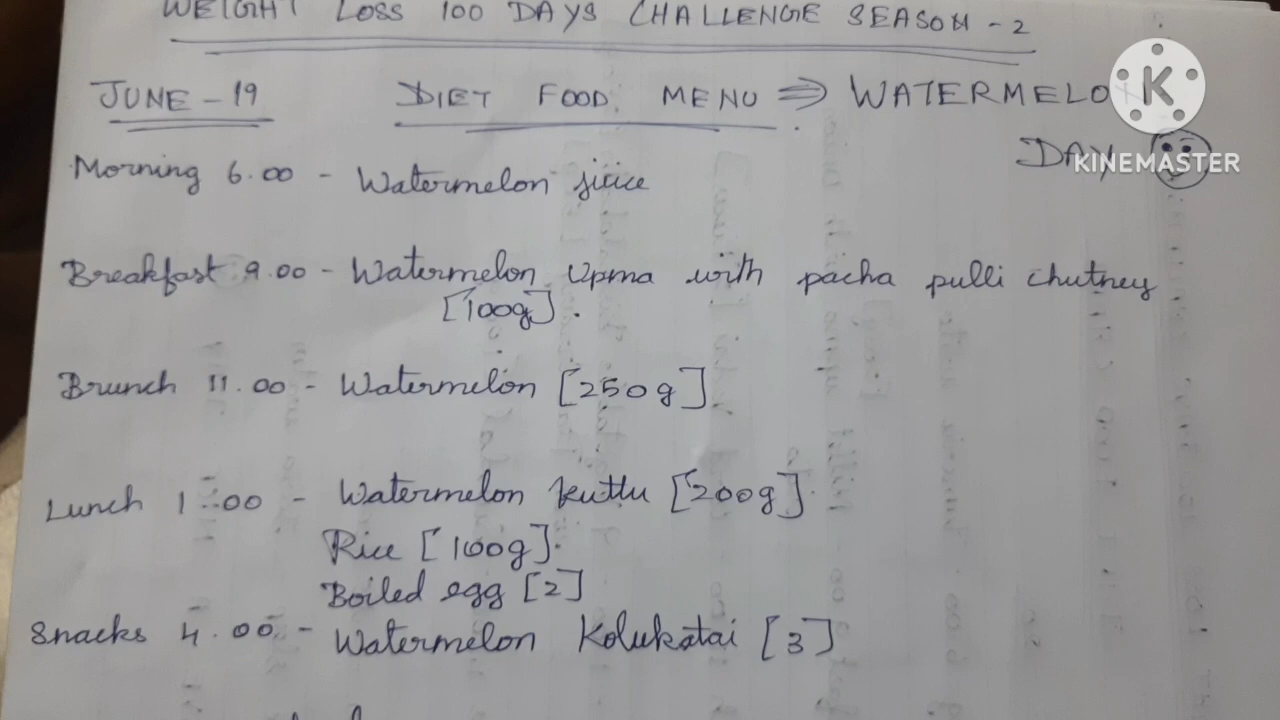 WEIGHT LOSS 100 DAYS CHALLENGE SEASON - 2
JUNE - 19 DIET FOOD MENU ⇒ WATERMELON
DAY
KINEMASTER
Morning 6.00 - Watermelon juice
Breakfast 9.00 - Watermelon Upma with pacha pulli chutney
[100g].
Brunch 11.00 - Watermelon [250g]
Lunch 1.00 - Watermelon kuttu [200g].
Rice [100g].
Boiled egg [2]
Snacks 4.00 - Watermelon Kolukatai [3]